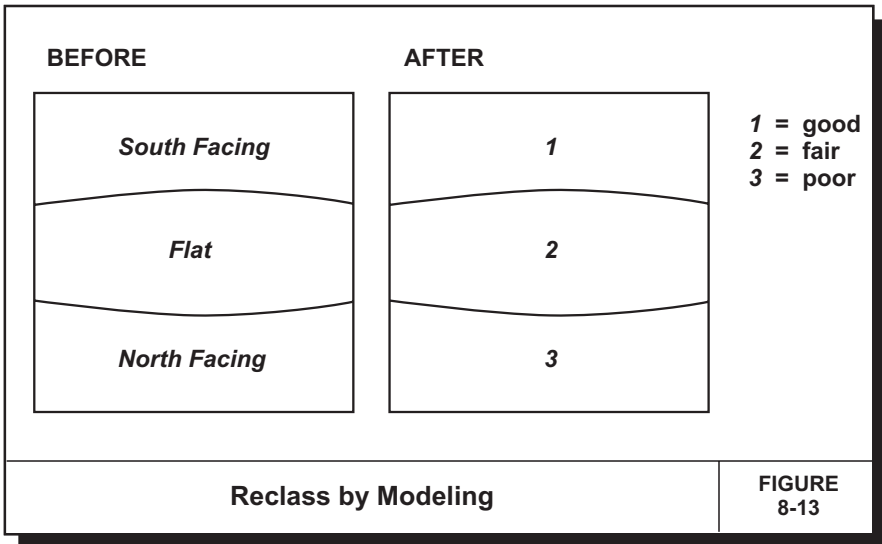 BEFORE
South Facing
Flat
North Facing
AFTER
1
2
3
1 = good
2 = fair
3 = poor
Reclass by Modeling
FIGURE
8-13